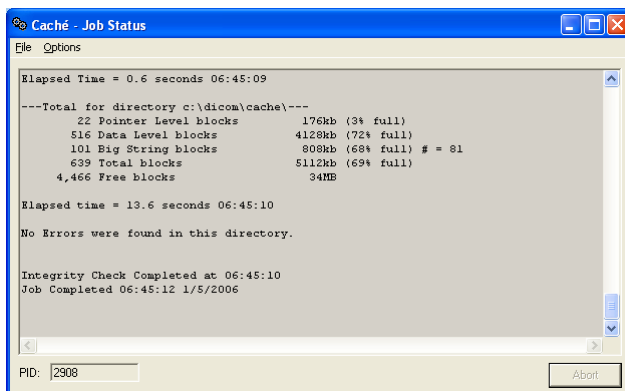 Caché - Job Status
File Options
Elapsed Time = 0.6 seconds 06:45:09
---Total for directory c:\dicom\cache\---
22 Pointer Level blocks 176kb (3% full)
516 Data Level blocks 4128kb (72% full)
101 Big String blocks 808kb (68% full) # = 81
639 Total blocks 5112kb (69% full)
4,466 Free blocks 34MB
Elapsed time = 13.6 seconds 06:45:10
No Errors were found in this directory.
Integrity Check Completed at 06:45:10
Job Completed 06:45:12 1/5/2006
PID: 2908
Abort